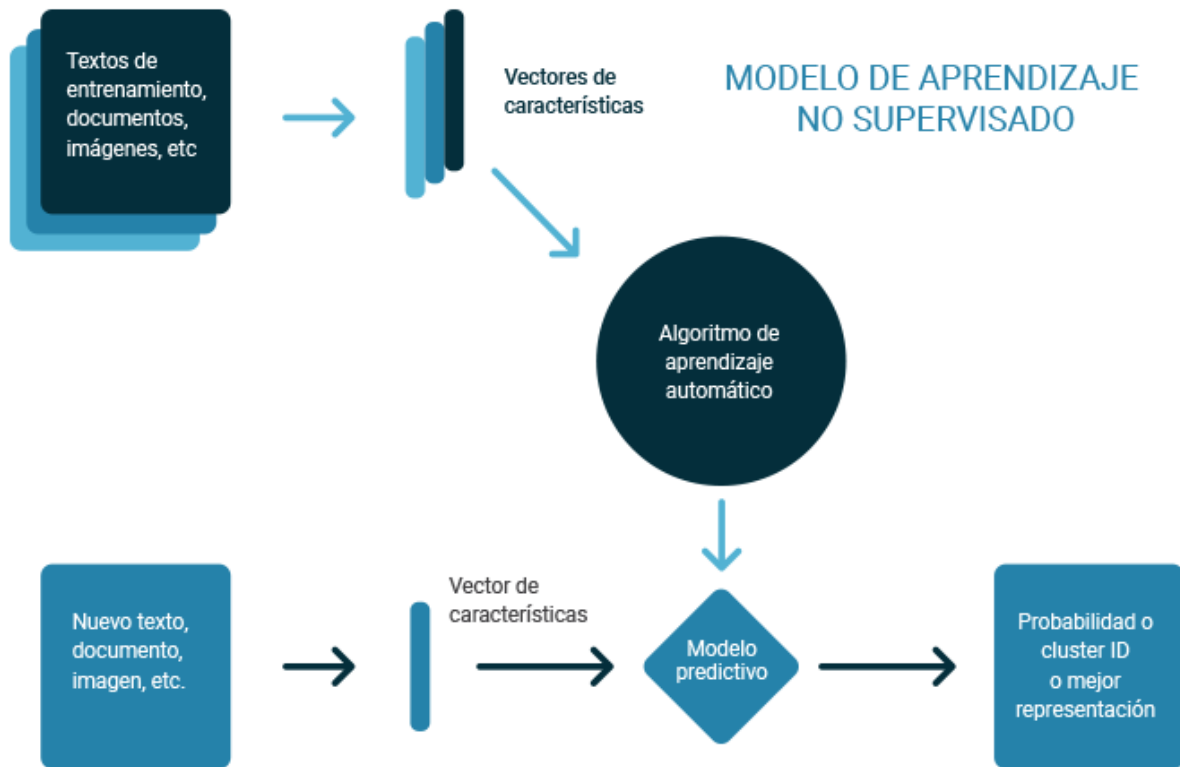 Textos de
entrenamiento,
documentos,
imágenes, etc
Vectores de
características
MODELO DE APRENDIZAJE
NO SUPERVISADO
Algoritmo de
aprendizaje
automático
Nuevo texto,
documento,
imagen, etc.
Vector de
características
Modelo
predictivo
Probabilidad o
cluster ID
o mejor
representación